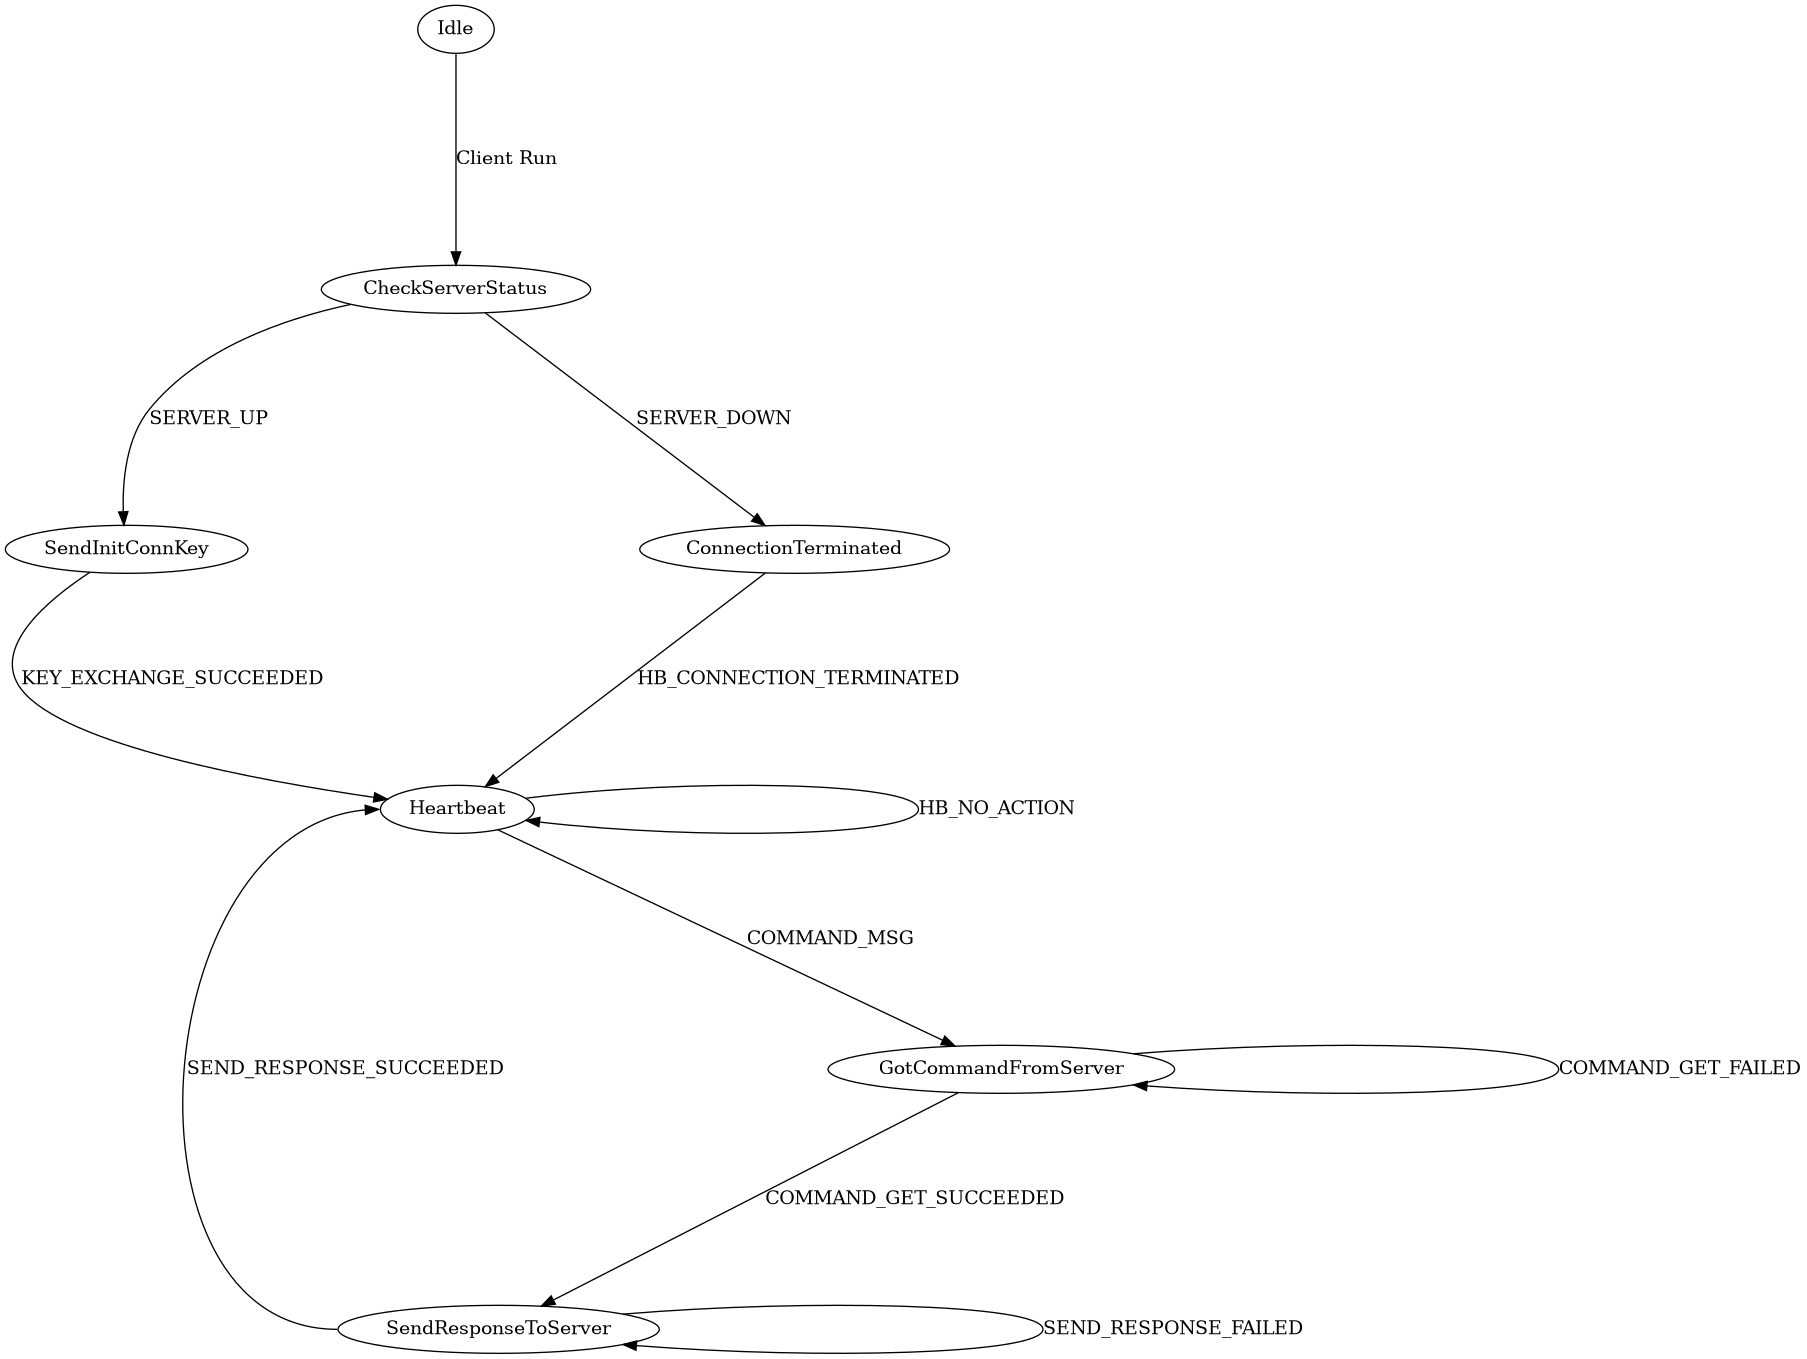 Idle
Client Run
CheckServerStatus
SERVER_UP
SERVER_DOWN
SendInitConnKey
ConnectionTerminated
KEY_EXCHANGE_SUCCEEDED
HB_CONNECTION_TERMINATED
Heartbeat
HB_NO_ACTION
COMMAND_MSG
SEND_RESPONSE_SUCCEEDED
GotCommandFromServer
COMMAND_GET_FAILED
COMMAND_GET_SUCCEEDED
SendResponseToServer
SEND_RESPONSE_FAILED